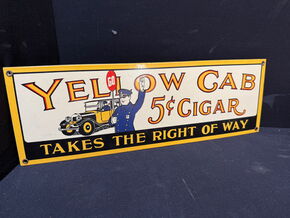 YELLOW CAB
5¢ CIGAR
TAKES THE RIGHT OF WAY